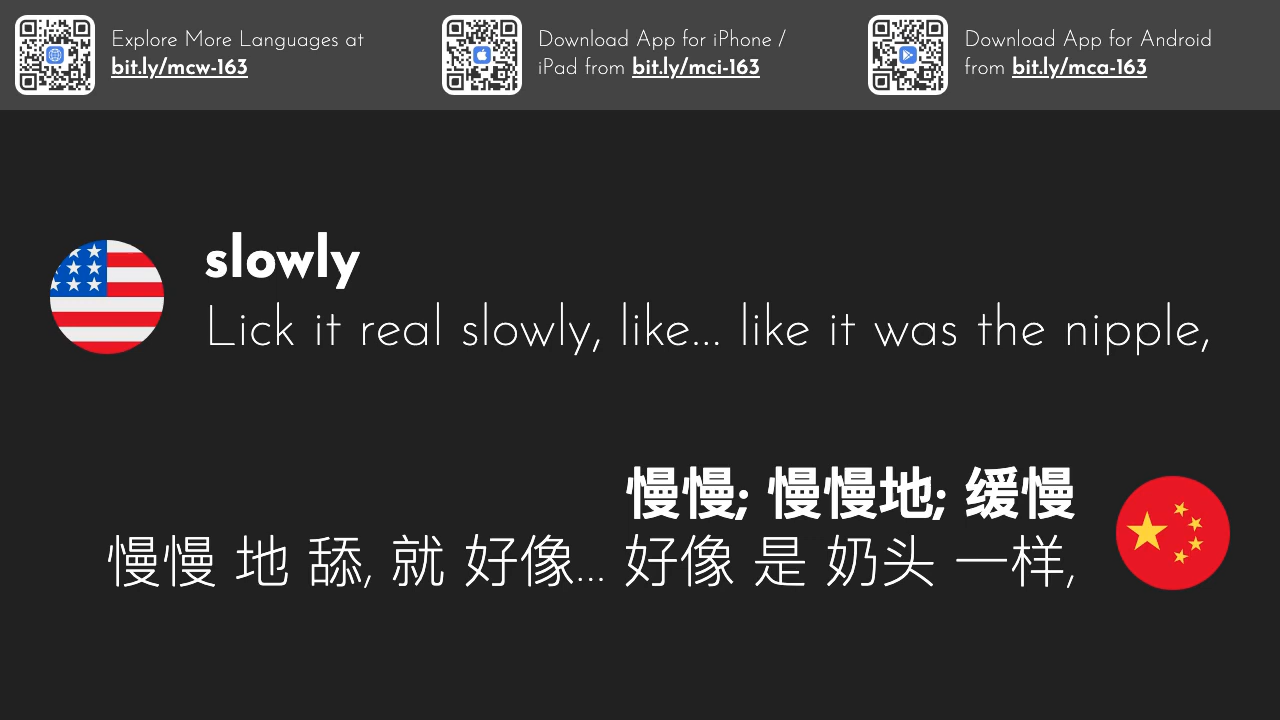 Explore More Languages at
bit.ly/mcw-163
Download App for iPhone /
iPad from bit.ly/mci-163
Download App for Android
from bit.ly/mca-163
slowly
Lick it real slowly, like... like it was the nipple,
慢慢; 慢慢地; 缓慢
慢慢 地 舔, 就 好像... 好像 是 奶头 一样,